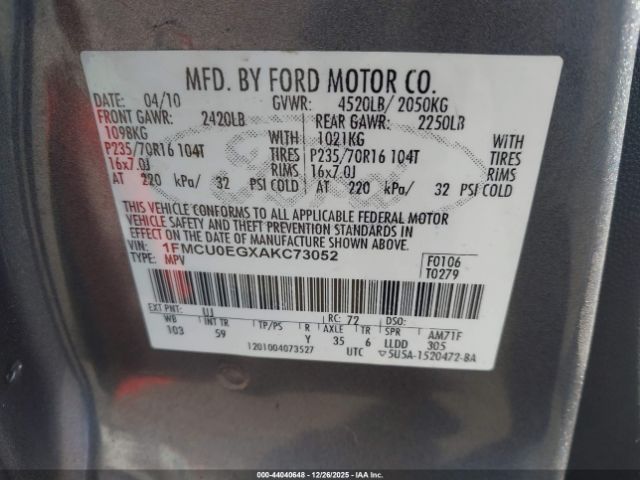 MFD. BY FORD MOTOR CO.
DATE: 04/10 GVWR: 4520LB/ 2050KG
FRONT GAWR: 2420LB REAR GAWR: 2250LB
1098KG WITH 1021KG WITH
P235/70R16 104T TIRES P235/70R16 104T TIRES
16x7.0J RIMS 16x7.0J RIMS
AT 220 kPa/ 32 PSI COLD AT 220 kPa/ 32 PSI COLD
THIS VEHICLE CONFORMS TO ALL APPLICABLE FEDERAL MOTOR
VEHICLE SAFETY AND THEFT PREVENTION STANDARDS IN
EFFECT ON THE DATE OF MANUFACTURE SHOWN ABOVE.
VIN: 1FMCU0EGXAKC73052 F0106
TYPE: MPV T0279
EXT PNT: UJ RC: 72 DSO:
WB INT TR TP/PS R AXLE TR AM71F
103 59 Y 35 6 LLDD 305
1201004073527 UTC ▽5U5A-1520472-BA
00-44040648 - 12/26/2025 - IAA Inc.